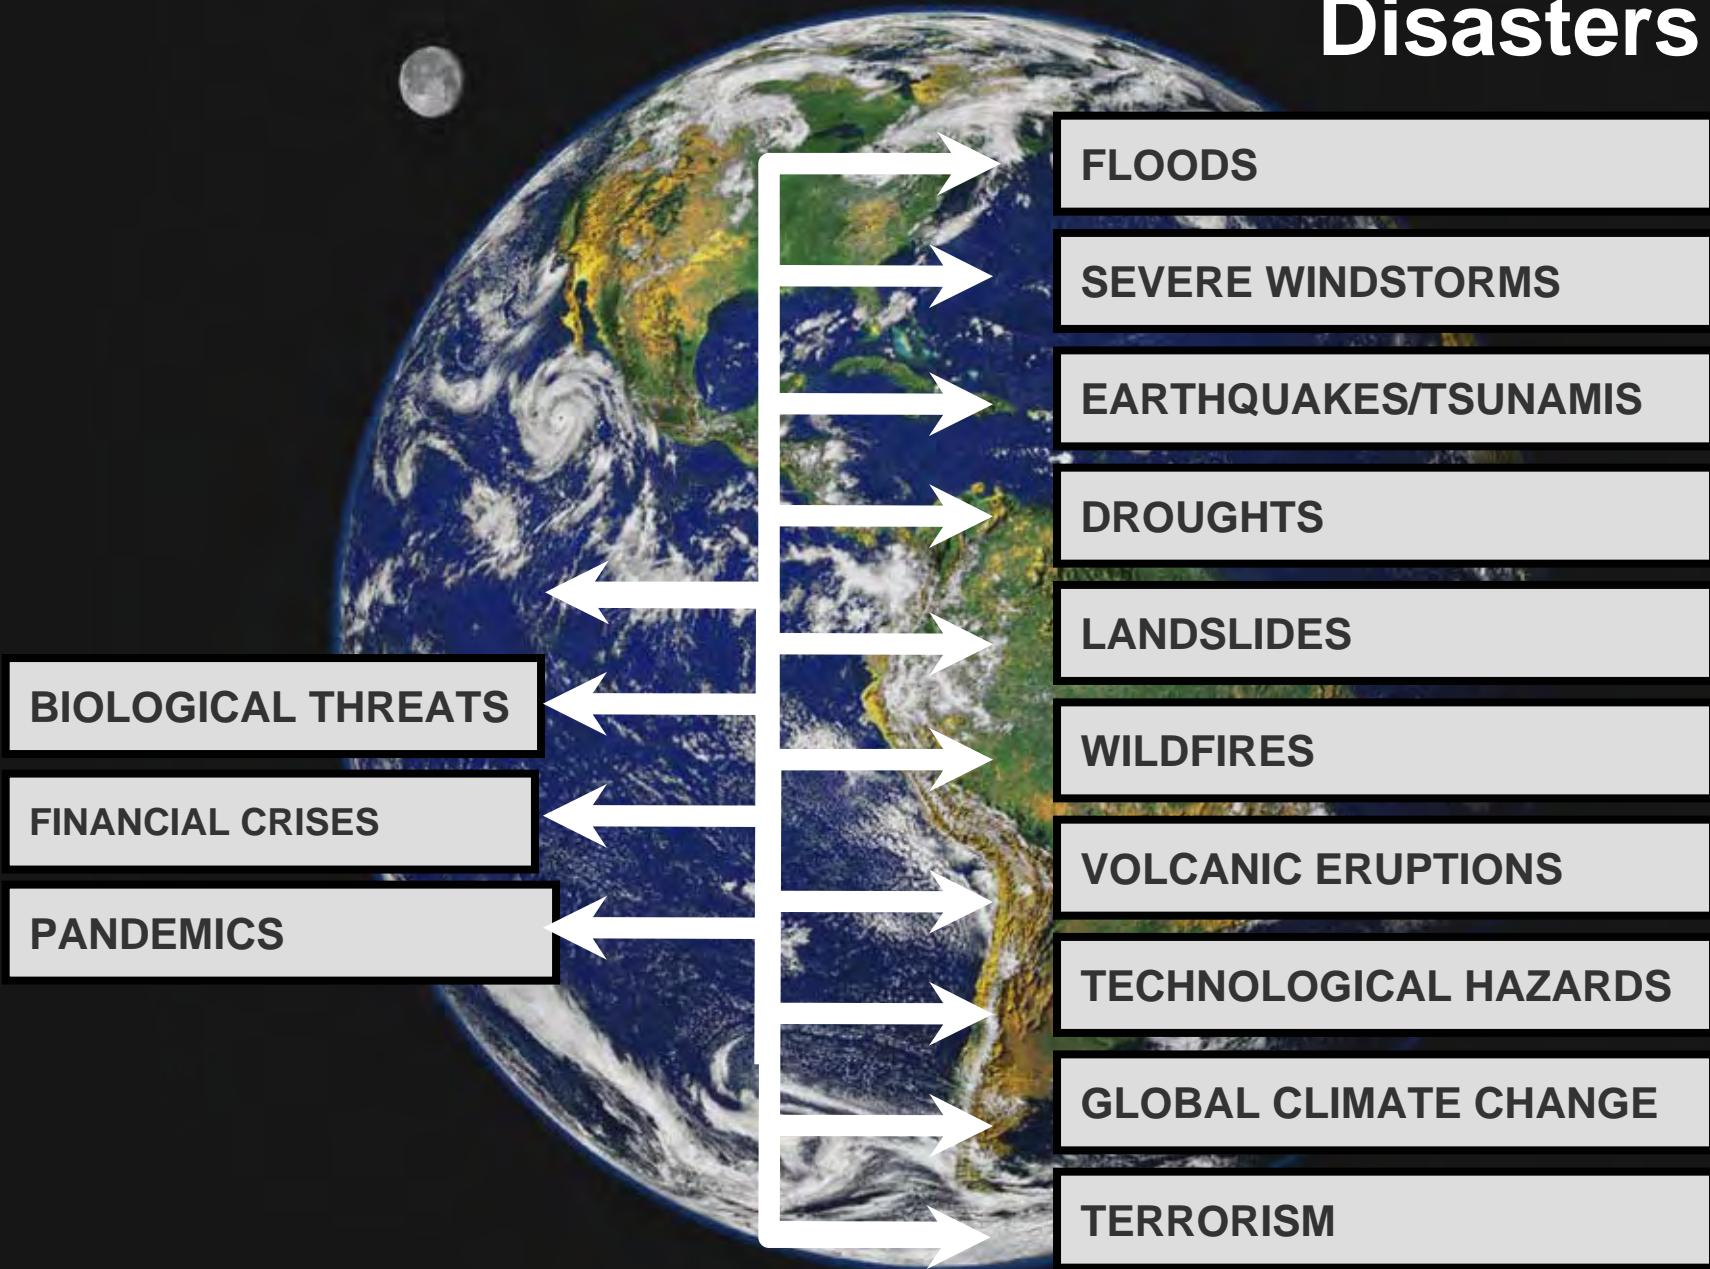 Disasters
FLOODS
SEVERE WINDSTORMS
EARTHQUAKES/TSUNAMIS
DROUGHTS
LANDSLIDES
WILDFIRES
VOLCANIC ERUPTIONS
TECHNOLOGICAL HAZARDS
GLOBAL CLIMATE CHANGE
TERRORISM
BIOLOGICAL THREATS
FINANCIAL CRISES
PANDEMICS